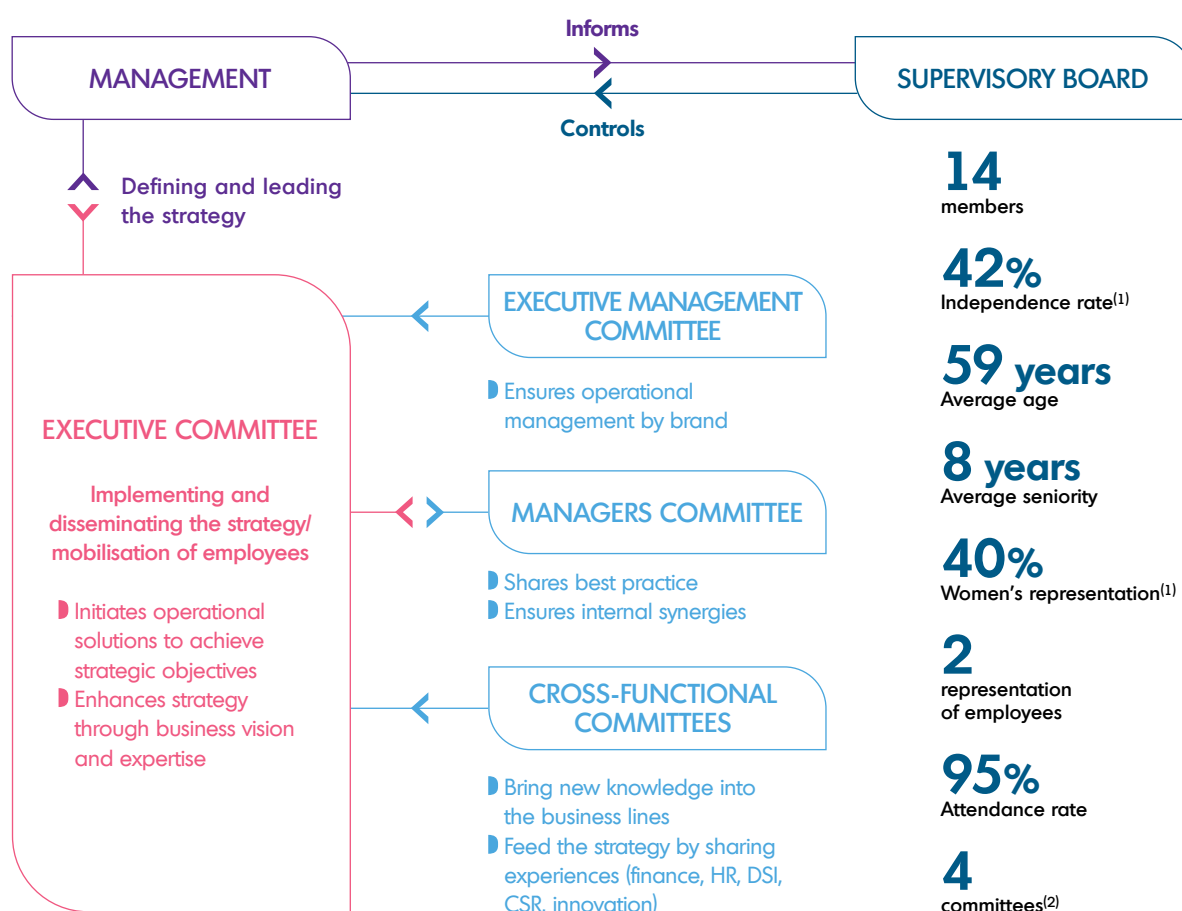 Informs
MANAGEMENT
SUPERVISORY BOARD
Controls
Defining and leading
the strategy
EXECUTIVE COMMITTEE
Implementing and
disseminating the strategy/
mobilisation of employees
Initiates operational
solutions to achieve
strategic objectives
Enhances strategy
through business vision
and expertise
EXECUTIVE MANAGEMENT
COMMITTEE
Ensures operational
management by brand
MANAGERS COMMITTEE
Shares best practice
Ensures internal synergies
CROSS-FUNCTIONAL
COMMITTEES
Bring new knowledge into
the business lines
Feed the strategy by sharing
experiences (finance, HR, DSI,
CSR, innovation)
14
members
42%
Independence rate(1)
59 years
Average age
8 years
Average seniority
40%
Women's representation(1)
2
representation
of employees
95%
Attendance rate
4
committees(2)